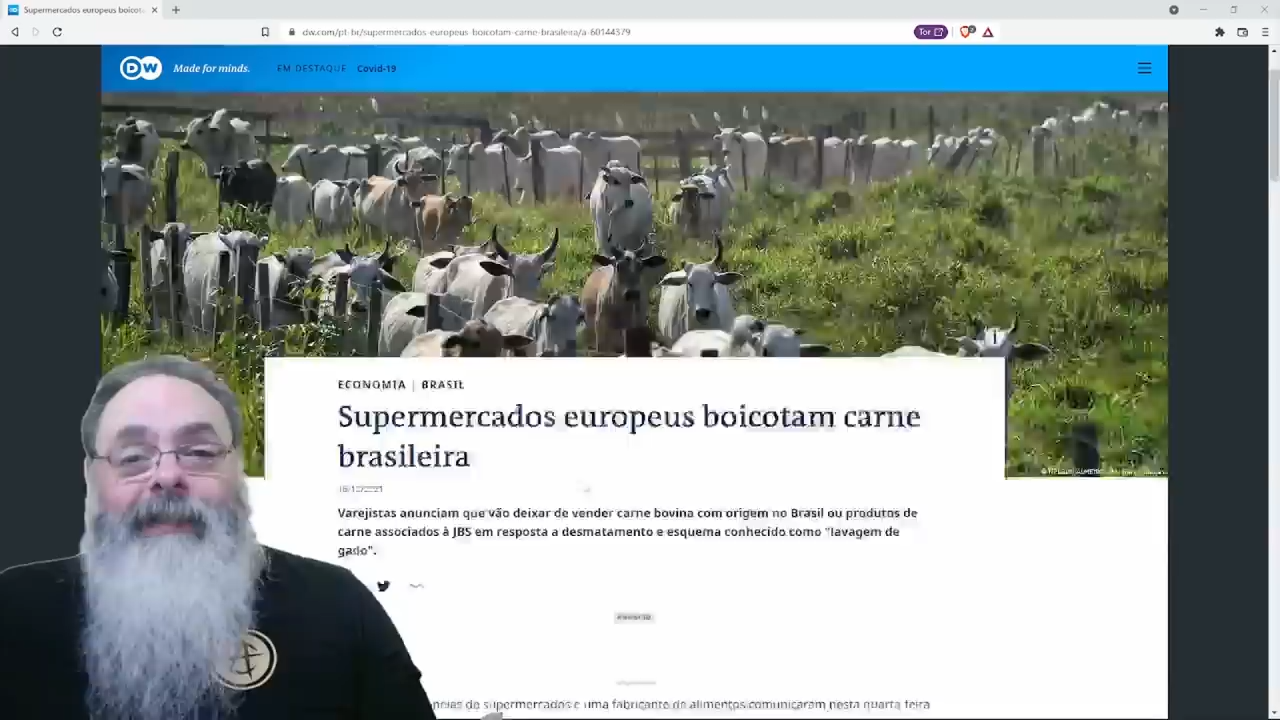 Supermercados europeus boicot
dw.com/pt-br/supermercados-europeus-boicotam-carne-brasileira/a-60144379
Tor
DW
Made for minds.
EM DESTAQUE
Covid-19
ECONOMIA | BRASIL
Supermercados europeus boicotam carne
brasileira
Varejistas anunciam que vão deixar de vender carne bovina com origem no Brasil ou produtos de
carne associados à JBS em resposta a desmatamento e esquema conhecido como "lavagem de
gado".
de supermercados e uma fabricante de alimentos comunicaram nesta quarta feira